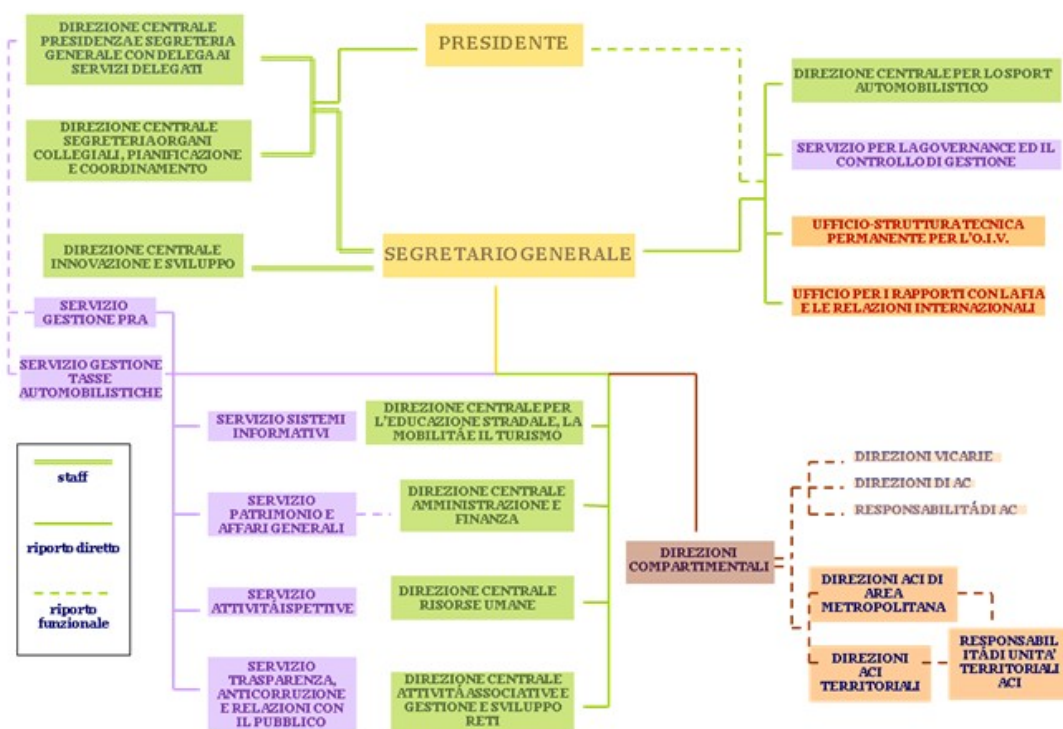 DIREZIONE CENTRALE
PRESIDENZA E SEGRETERIA
GENERALE CON DELEGA AI
SERVIZI DELEGATI
PRESIDENTE
DIREZIONE CENTRALE PER LO SPORT
AUTOMOBILISTICO
DIREZIONE CENTRALE
SEGRETERIA ORGANI
COLLEGIALI, PIANIFICAZIONE
E COORDINAMENTO
SERVIZIO PER LA GOVERNANCE ED IL
CONTROLLO DI GESTIONE
UFFICIO-STRUTTURA TECNICA
PERMANENTE PER L'O.I.V.
DIREZIONE CENTRALE
INNOVAZIONE E SVILUPPO
SEGRETARIO GENERALE
UFFICIO PER I RAPPORTI CON LA FIA
E LE RELAZIONI INTERNAZIONALI
SERVIZIO
GESTIONE PRA
SERVIZIO GESTIONE
TASSE
AUTOMOBILISTICHE
SERVIZIO SISTEMI
INFORMATIVI
DIREZIONE CENTRALE PER
L'EDUCAZIONE STRADALE, LA
MOBILITÁ E IL TURISMO
staff
riporto diretto
riporto
funzionale
SERVIZIO
PATRIMONIO E
AFFARI GENERALI
DIREZIONE CENTRALE
AMMINISTRAZIONE E
FINANZA
DIREZIONI VICARIE
DIREZIONI DI AC
RESPONSABILITÁ DI AC
DIREZIONI
COMPARTIMENTALI
SERVIZIO
ATTIVITÁ ISPETTIVE
DIREZIONE CENTRALE
RISORSE UMANE
DIREZIONI ACI DI
AREA
METROPOLITANA
SERVIZIO
TRASPARENZA,
ANTICORRUZIONE
E RELAZIONI CON
IL PUBBLICO
DIREZIONE CENTRALE
ATTIVITÁ ASSOCIATIVE E
GESTIONE E SVILUPPO
RETI
DIREZIONI
ACI
TERRITORIALI
RESPONSABIL
ITÁ DI UNITA'
TERRITORIALI
ACI